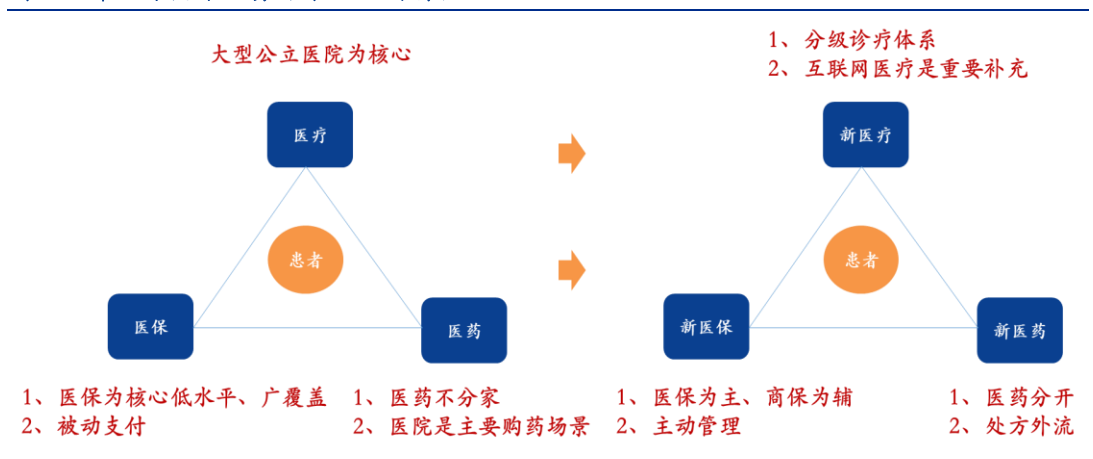 大型公立医院为核心
1、分级诊疗体系
2、互联网医疗是重要补充
医疗
新医疗
患者
患者
医保
医药
新医保
新医药
1、医保为核心低水平、广覆盖
2、被动支付
1、医药不分家
2、医院是主要购药场景
1、医保为主、商保为辅
2、主动管理
1、医药分开
2、处方外流